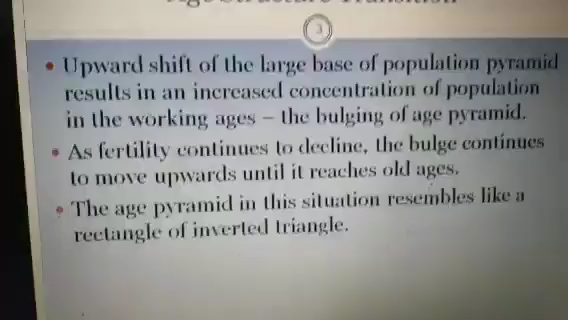 3
• Upward shift of the large base of population pyramid
results in an increased concentration of population
in the working ages – the bulging of age pyramid.
• As fertility continues to decline, the bulge continues
to move upwards until it reaches old ages.
• The age pyramid in this situation resembles like a
rectangle of inverted triangle.